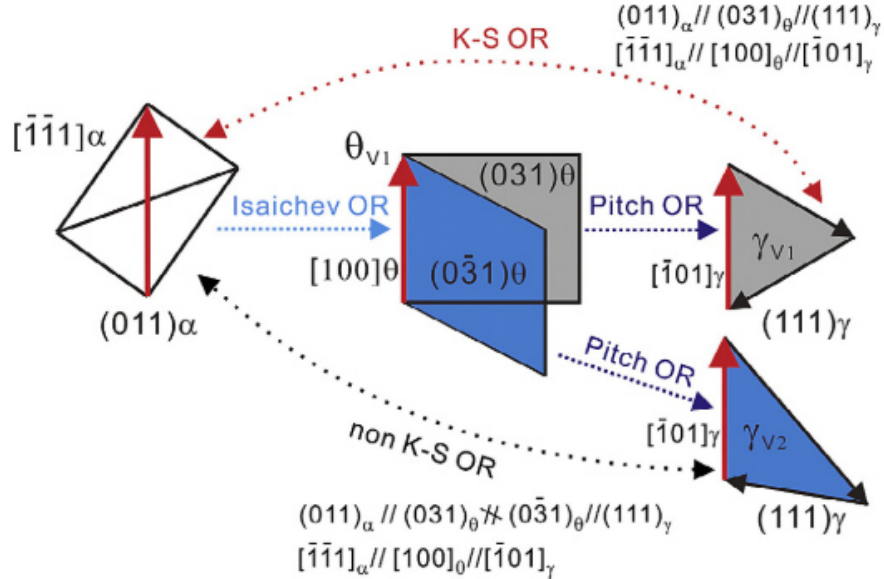 (011)α// (031)θ//(111)γ
K-S OR
[1̄1̄1]α// [100]θ//[1̄01]γ
[1̄1̄1]α
θV1
(031)θ
Isaichev OR
Pitch OR
γV1
[100]θ
(03̄1)θ
[1̄01]γ
(011)α
(111)γ
Pitch OR
[1̄01]γ
γV2
non K-S OR
(111)γ
(011)α // (031)θ ∦ (03̄1)θ//(111)γ
[1̄1̄1]α// [100]0//[1̄01]γ